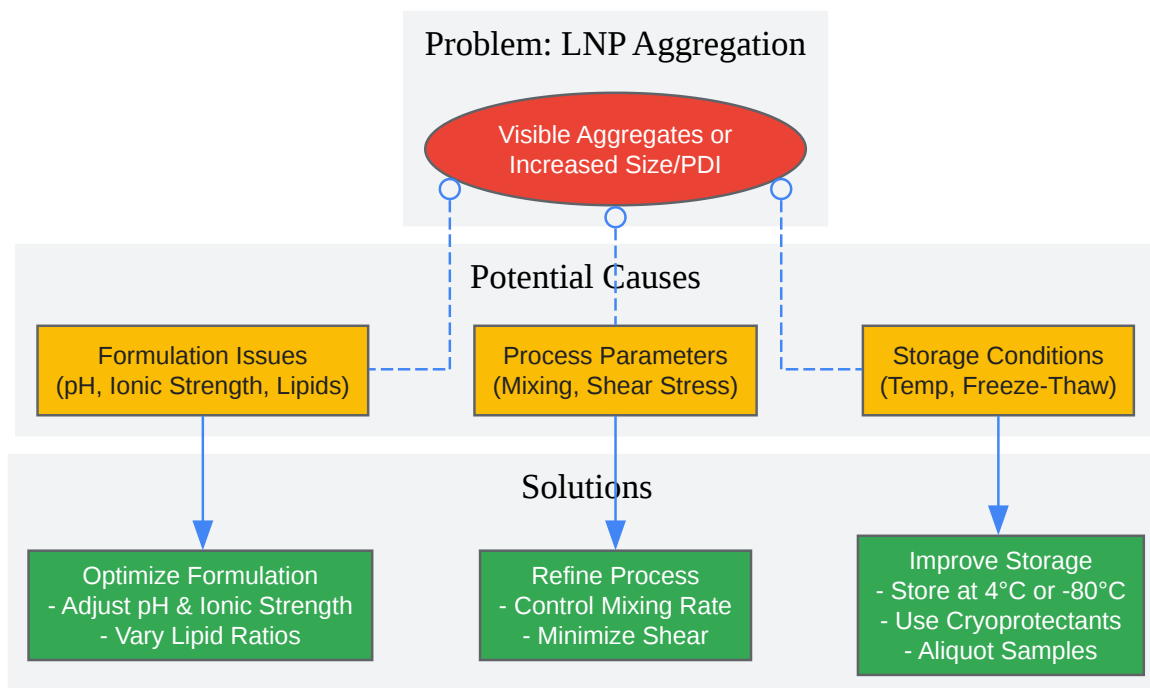 Problem: LNP Aggregation
Visible Aggregates or
Increased Size/PDI
Potential Causes
Formulation Issues
(pH, Ionic Strength, Lipids)
Process Parameters
(Mixing, Shear Stress)
Storage Conditions
(Temp, Freeze-Thaw)
Solutions
Optimize Formulation
- Adjust pH & Ionic Strength
- Vary Lipid Ratios
Refine Process
- Control Mixing Rate
- Minimize Shear
Improve Storage
- Store at 4°C or -80°C
- Use Cryoprotectants
- Aliquot Samples